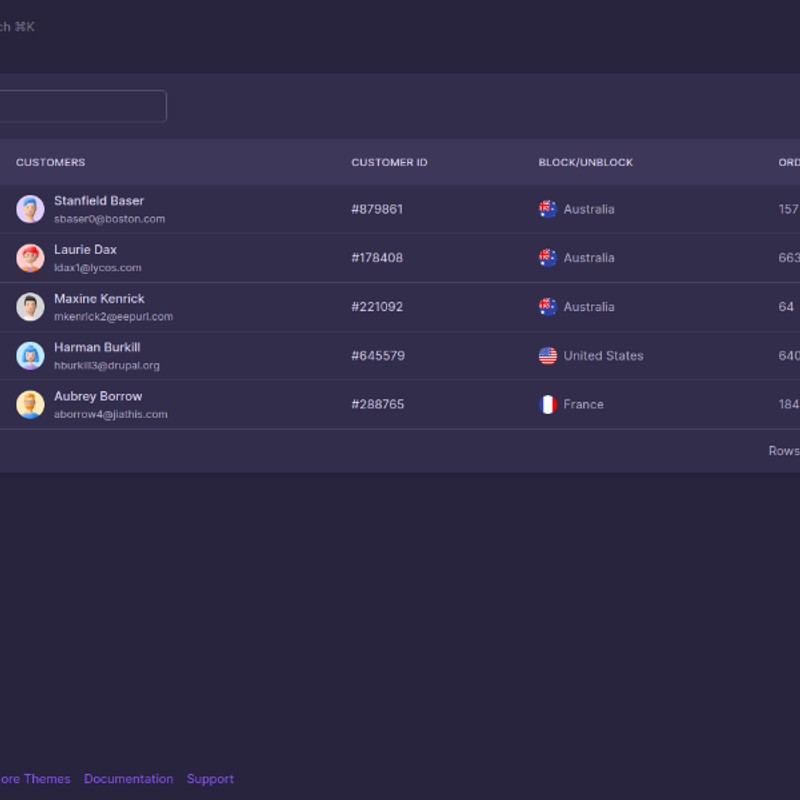 ch ⌘K
CUSTOMERS CUSTOMER ID BLOCK/UNBLOCK ORD
Stanfield Baser
sbaser0@boston.com
#879861 Australia 157
Laurie Dax
ldax1@lycos.com
#178408 Australia 663
Maxine Kenrick
mkenrick2@eepurl.com
#221092 Australia 64
Harman Burkill
hburkill3@drupal.org
#645579 United States 640
Aubrey Borrow
aborrow4@jiathis.com
#288765 France 184
Rows
ore Themes Documentation Support